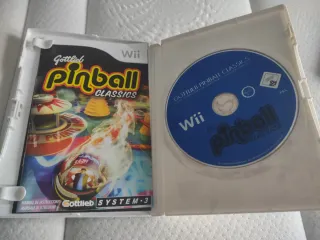 Wii
Gottlieb
pinball
CLASSICS
Gottlieb SYSTEM-3
GOTTLIEB PINBALL CLASSICS
Wii
pinball